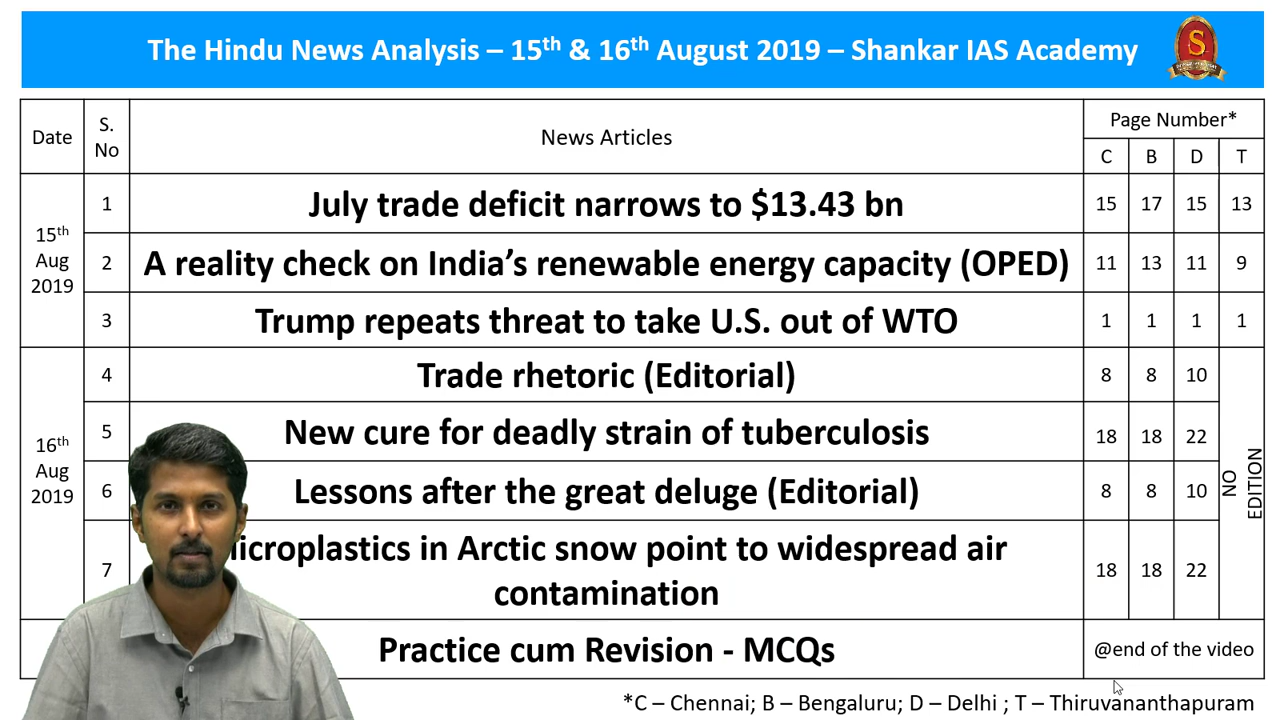 The Hindu News Analysis – 15th & 16th August 2019 – Shankar IAS Academy
S
Date
S. No
News Articles
Page Number*
C B D T
15th Aug 2019
1 July trade deficit narrows to $13.43 bn 15 17 15 13
2 A reality check on India’s renewable energy capacity (OPED) 11 13 11 9
3 Trump repeats threat to take U.S. out of WTO 1 1 1 1
16th Aug 2019
4 Trade rhetoric (Editorial) 8 8 10
NO EDITION
5 New cure for deadly strain of tuberculosis 18 18 22
6 Lessons after the great deluge (Editorial) 8 8 10
7 icroplastics in Arctic snow point to widespread air
contamination 18 18 22
Practice cum Revision - MCQs @end of the video
*C – Chennai; B – Bengaluru; D – Delhi ; T – Thiruvananthapuram